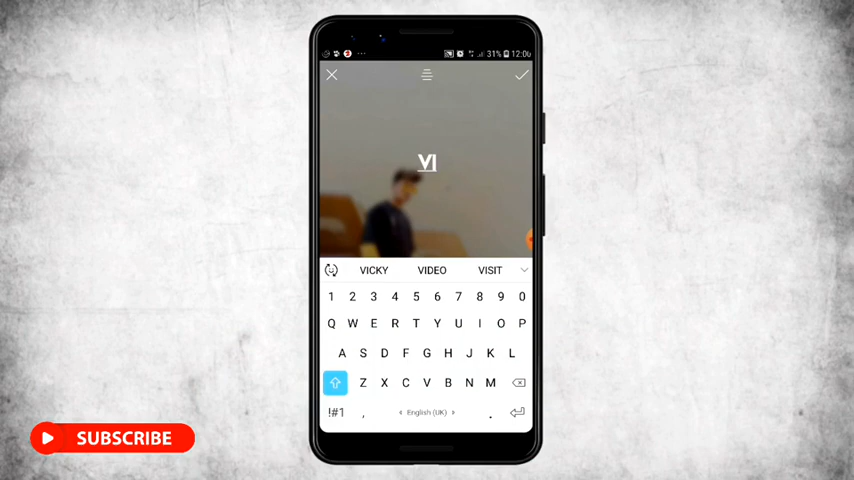 31% 12:06
VI
VICKY VIDEO VISIT
1 2 3 4 5 6 7 8 9 0
Q W E R T Y U I O P
A S D F G H J K L
Z X C V B N M
!#1 , English (UK) .
SUBSCRIBE